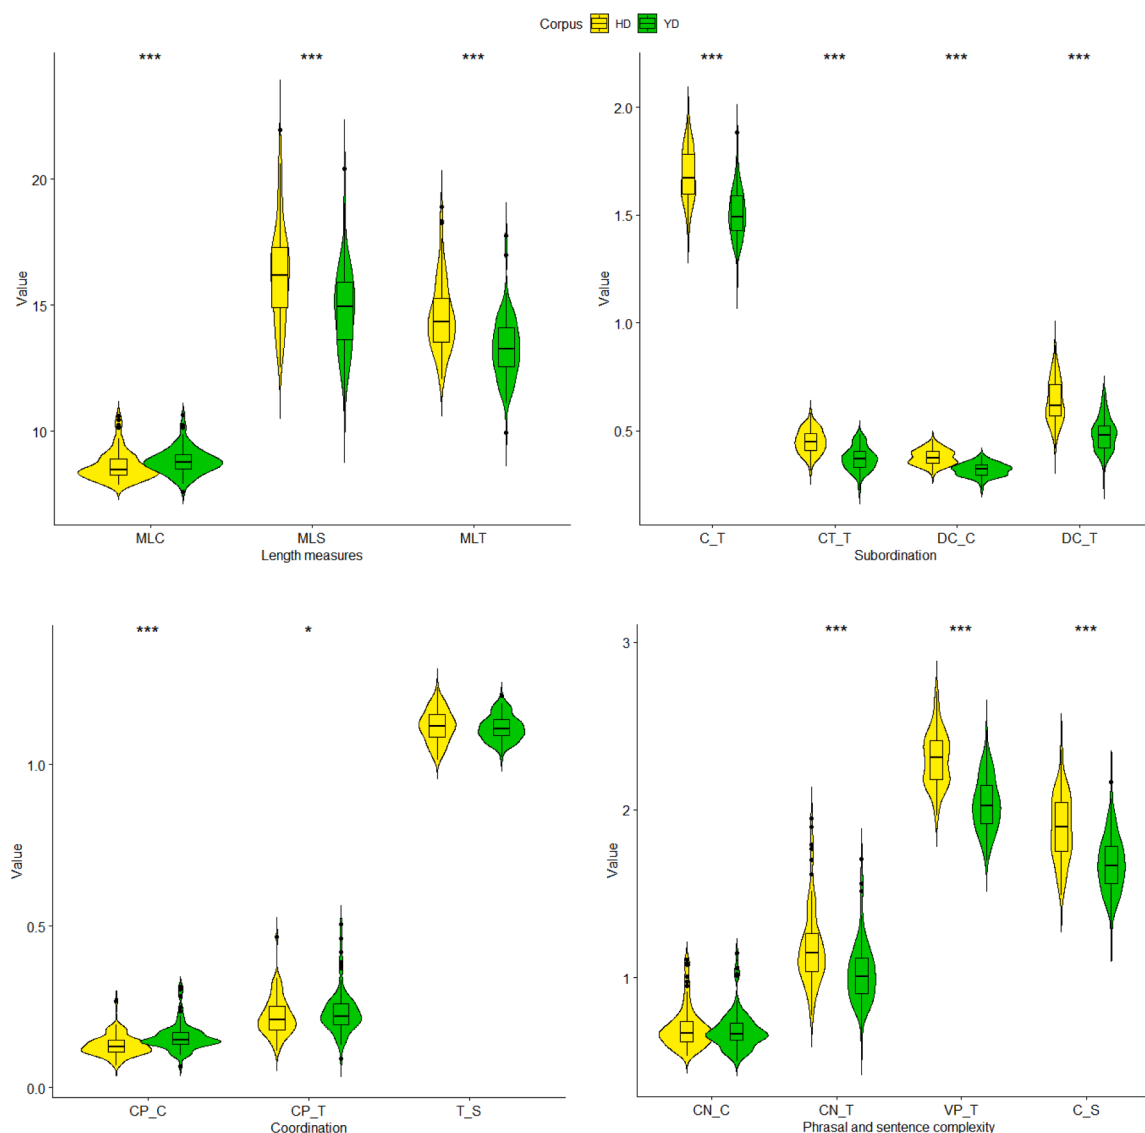 Corpus HD YD
*** *** ***
20
15
10
Value
MLC MLS MLT
Length measures
*** *** *** ***
2.0
1.5
1.0
0.5
Value
C_T CT_T DC_C DC_T
Subordination
*** *
1.0
0.5
0.0
Value
CP_C CP_T T_S
Coordination
*** *** ***
3
2
1
Value
CN_C CN_T VP_T C_S
Phrasal and sentence complexity